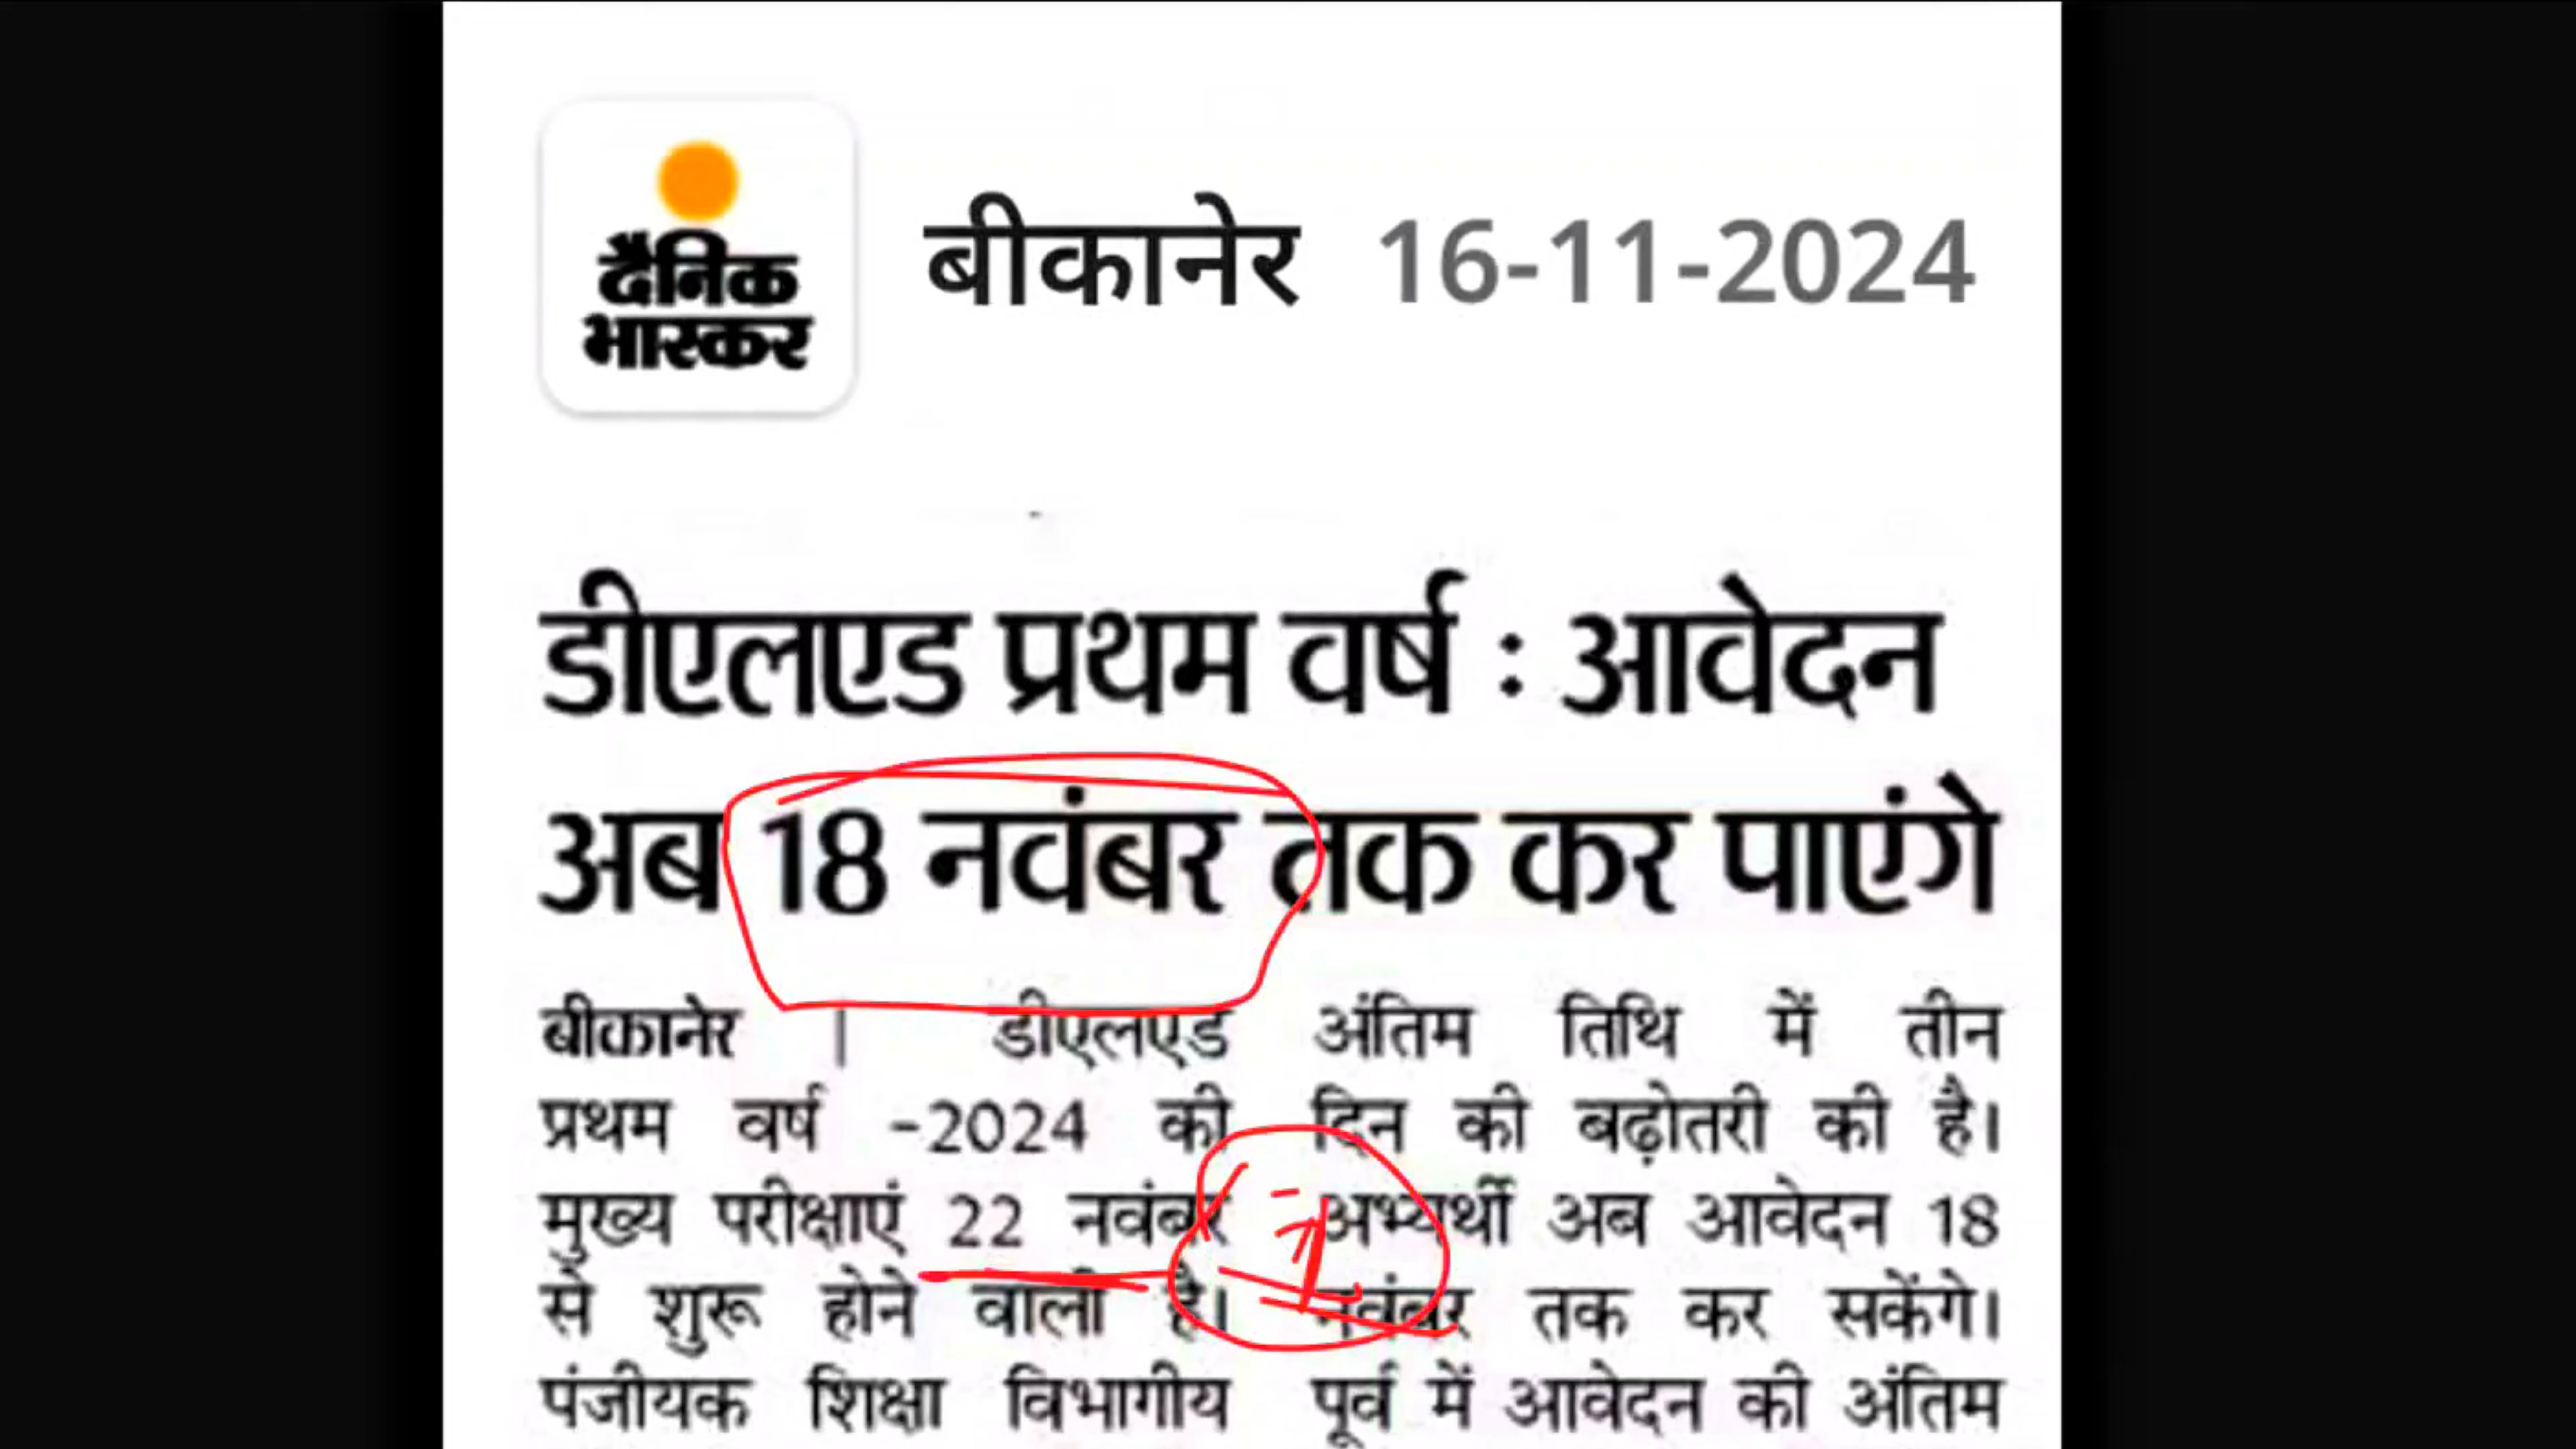 दैनिक
भास्कर
बीकानेर 16-11-2024
डीएलएड प्रथम वर्ष : आवेदन
अब 18 नवंबर तक कर पाएंगे
बीकानेर | डीएलएड
प्रथम वर्ष -2024 की
मुख्य परीक्षाएं 22 नवंबर
से शुरू होने वाली है।
पंजीयक शिक्षा विभागीय
अंतिम तिथि में तीन
दिन की बढ़ोतरी की है।
अभ्यर्थी अब आवेदन 18
नवंबर तक कर सकेंगे।
पूर्व में आवेदन की अंतिम